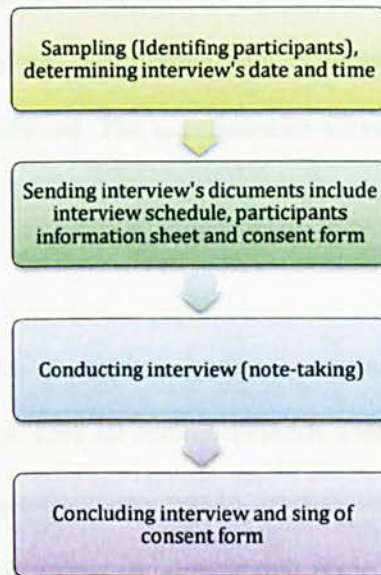 Sampling (Identifing participants),
determining interview's date and time
Sending interview's dicuments include
interview schedule, participants
information sheet and consent form
Conducting interview (note-taking)
Concluding interview and sing of
consent form